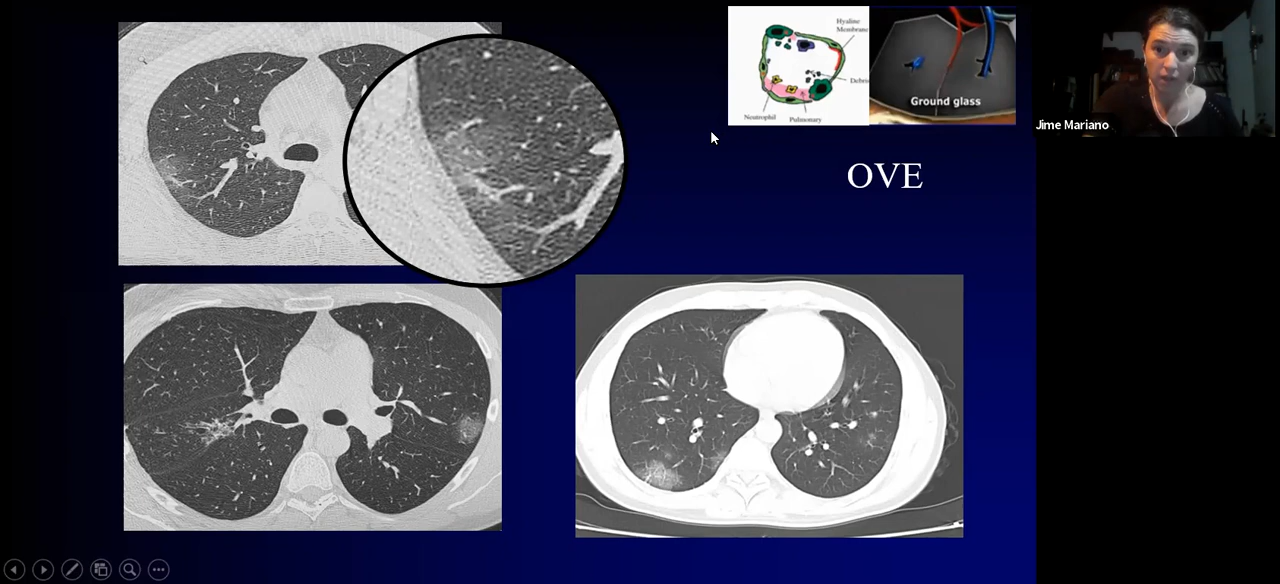 Hyaline
Membrane
Debris
Neutrophil
Pulmonary
Ground glass
Jime Mariano
OVE